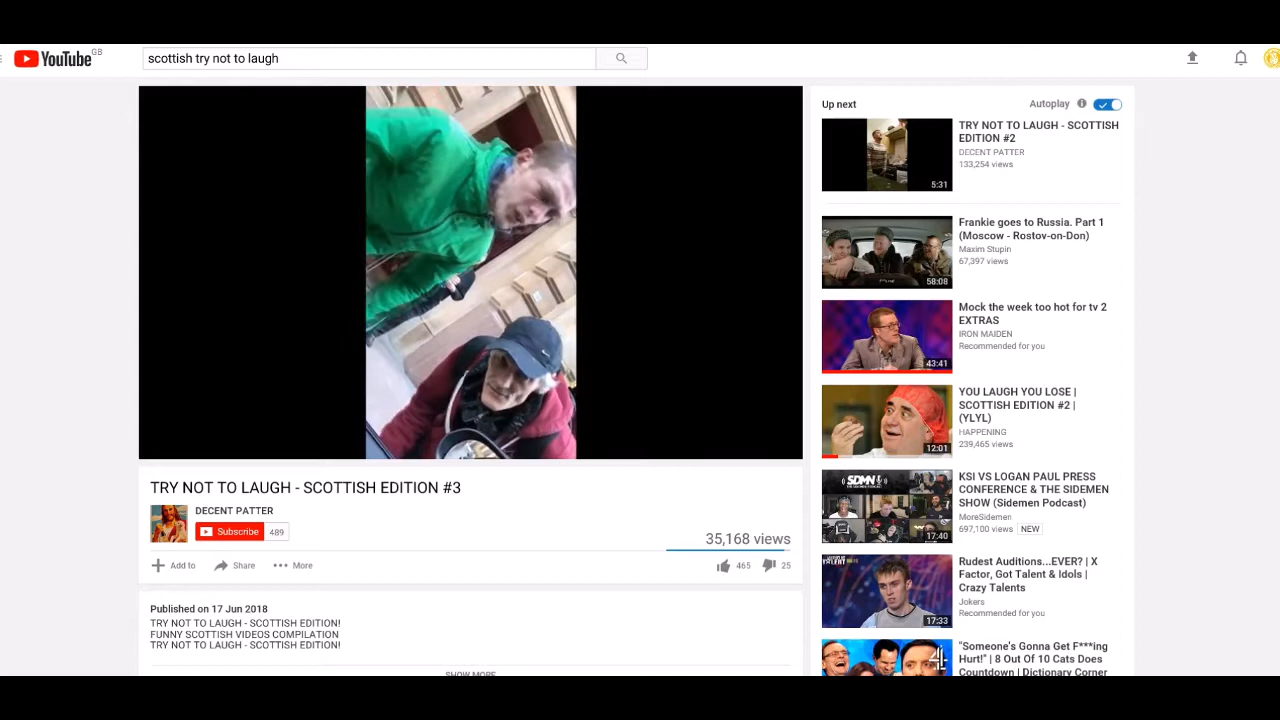 YouTube GB
scottish try not to laugh
Up next
Autoplay
TRY NOT TO LAUGH - SCOTTISH
EDITION #2
DECENT PATTER
133,254 views
5:31
Frankie goes to Russia. Part 1
(Moscow - Rostov-on-Don)
Maxim Stupin
67,397 views
58:08
Mock the week too hot for tv 2
EXTRAS
IRON MAIDEN
Recommended for you
43:41
YOU LAUGH YOU LOSE |
SCOTTISH EDITION #2 |
(YLYL)
HAPPENING
239,465 views
12:01
SDMN
KSI VS LOGAN PAUL PRESS
CONFERENCE & THE SIDEMEN
SHOW (Sidemen Podcast)
MoreSidemen
697,100 views NEW
17:40
Rudest Auditions...EVER? | X
Factor, Got Talent & Idols |
Crazy Talents
Jokers
Recommended for you
17:33
"Someone's Gonna Get F***ing
Hurt!" | 8 Out Of 10 Cats Does
Countdown | Dictionary Corner
4
TRY NOT TO LAUGH - SCOTTISH EDITION #3
DECENT PATTER
Subscribe 489
35,168 views
Add to Share More
465 25
Published on 17 Jun 2018
TRY NOT TO LAUGH - SCOTTISH EDITION!
FUNNY SCOTTISH VIDEOS COMPILATION
TRY NOT TO LAUGH - SCOTTISH EDITION!
SHOW MORE